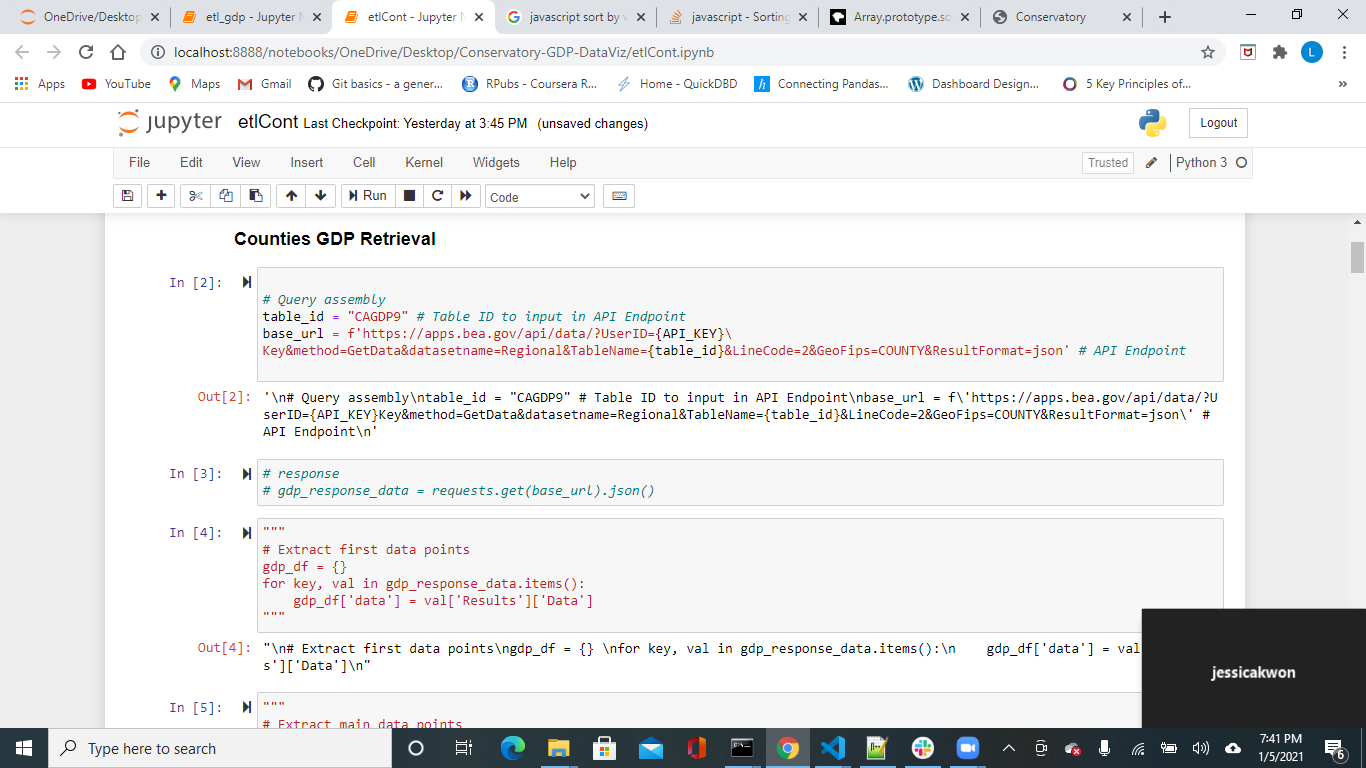 OneDrive/Desktop
etl_gdp - Jupyter N
etlCont - Jupyter N
javascript sort by v
javascript - Sorting
Array.prototype.so
Conservatory
localhost:8888/notebooks/OneDrive/Desktop/Conservatory-GDP-DataViz/etlCont.ipynb
L
Apps
YouTube
Maps
Gmail
Git basics - a gener...
RPubs - Coursera R...
Home - QuickDBD
Connecting Pandas...
Dashboard Design...
5 Key Principles of...
»
jupyter etlCont Last Checkpoint: Yesterday at 3:45 PM (unsaved changes)
Logout
File Edit View Insert Cell Kernel Widgets Help
Trusted
Python 3
Run
Code
Counties GDP Retrieval
In [2]:
# Query assembly
table_id = "CAGDP9" # Table ID to input in API Endpoint
base_url = f'https://apps.bea.gov/api/data/?UserID={API_KEY}\
Key&method=GetData&datasetname=Regional&TableName={table_id}&LineCode=2&GeoFips=COUNTY&ResultFormat=json' # API Endpoint
Out[2]: '\n# Query assembly\ntable_id = "CAGDP9" # Table ID to input in API Endpoint\nbase_url = f\'https://apps.bea.gov/api/data/?U
serID={API_KEY}Key&method=GetData&datasetname=Regional&TableName={table_id}&LineCode=2&GeoFips=COUNTY&ResultFormat=json\' #
API Endpoint\n'
In [3]: # response
# gdp_response_data = requests.get(base_url).json()
In [4]: """
# Extract first data points
gdp_df = {}
for key, val in gdp_response_data.items():
    gdp_df['data'] = val['Results']['Data']
"""
Out[4]: "\n# Extract first data points\ngdp_df = {} \nfor key, val in gdp_response_data.items():\n    gdp_df['data'] = val
s']['Data']\n"
In [5]: """
# Extract main data points
jessicakwon
Type here to search
7:41 PM
1/5/2021
6